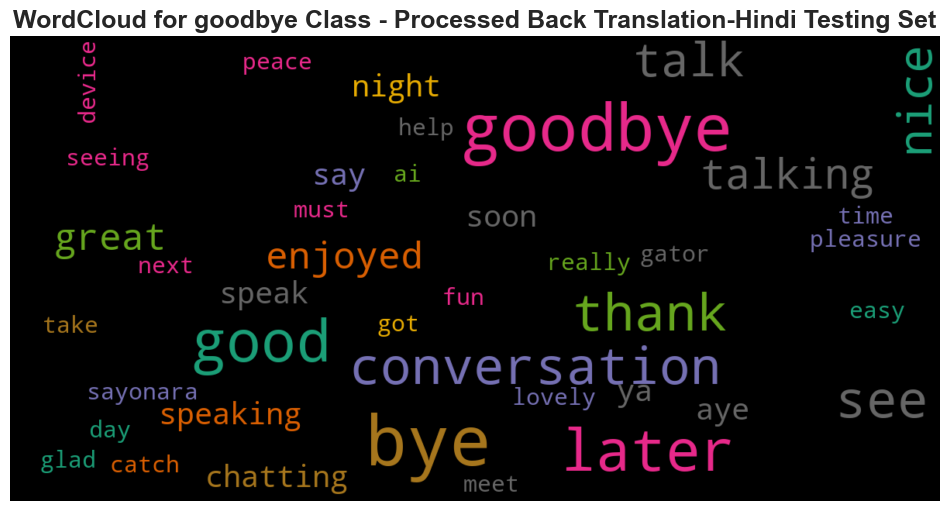 WordCloud for goodbye Class - Processed Back Translation-Hindi Testing Set
device
peace
night
talk
nice
help
goodbye
seeing
say
ai
talking
must
soon
time
great
enjoyed
pleasure
next
really
gator
speak
fun
thank
easy
take
good
got
conversation
sayonara
lovely
ya
see
speaking
aye
day
bye
later
glad
catch
chatting
meet